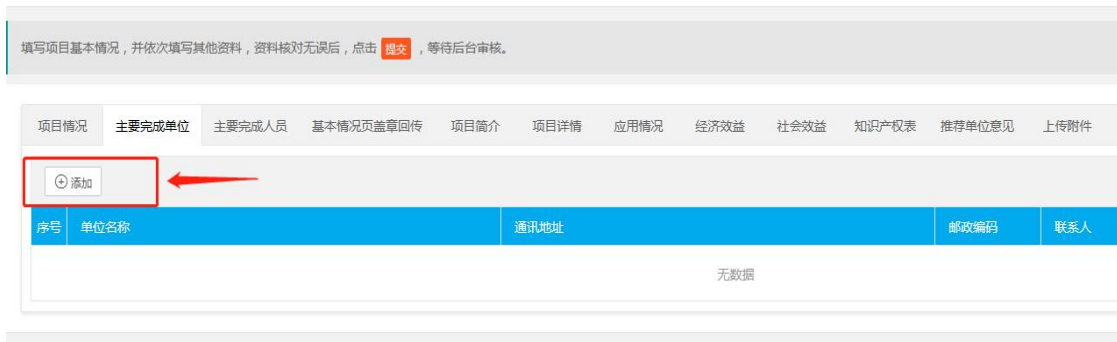 填写项目基本情况，并依次填写其他资料，资料核对无误后，点击 提交 ，等待后台审核。
项目情况 主要完成单位 主要完成人员 基本情况页盖章回传 项目简介 项目详情 应用情况 经济效益 社会效益 知识产权表 推荐单位意见 上传附件
添加
序号 单位名称 通讯地址 邮政编码 联系人
无数据